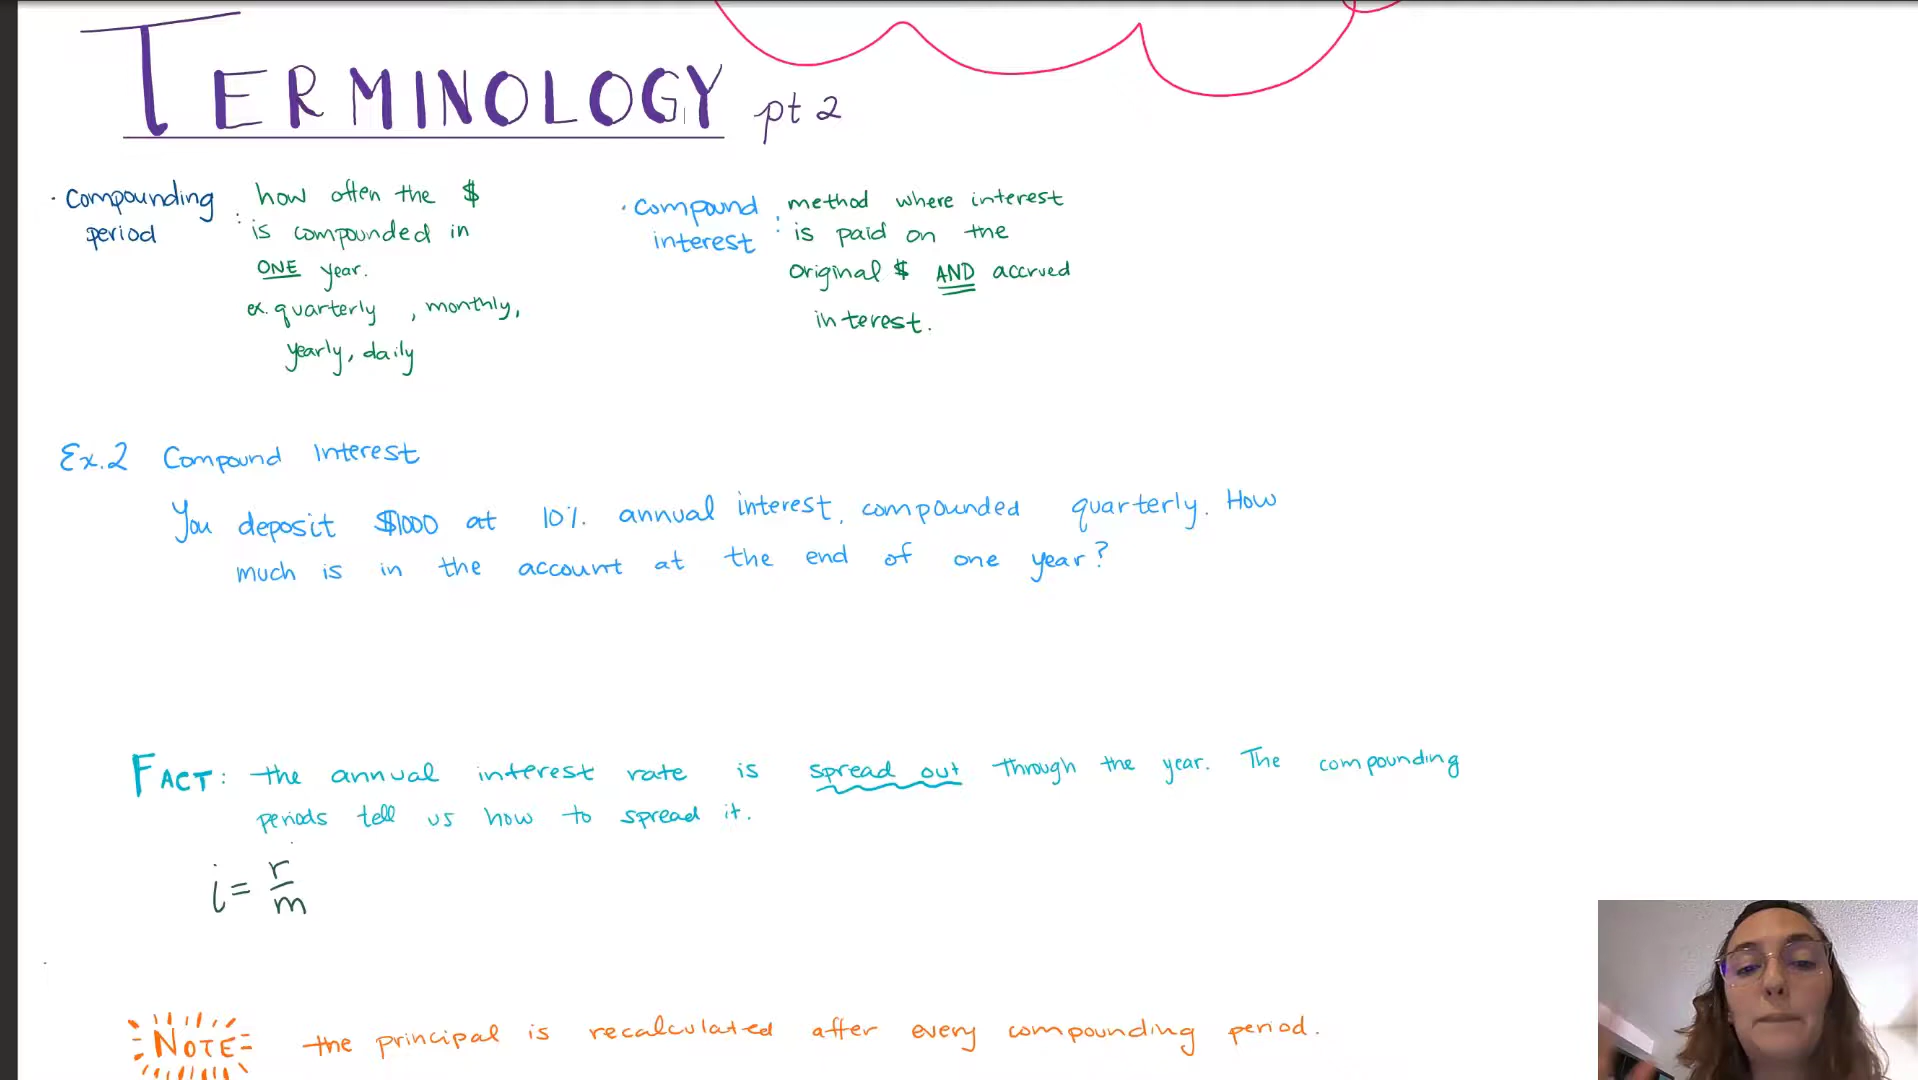 TERMINOLOGY pt 2
· Compounding period : how often the $
is compounded in
ONE year.
ex. quarterly , monthly,
yearly, daily
· compound interest : method where interest
is paid on the
original $ AND accrued
interest.
Ex.2 Compound Interest
You deposit $1000 at 10% annual interest, compounded quarterly. How
much is in the account at the end of one year?
FACT: the annual interest rate is spread out through the year. The compounding
periods tell us how to spread it.
i = r/m
NOTE the principal is recalculated after every compounding period.